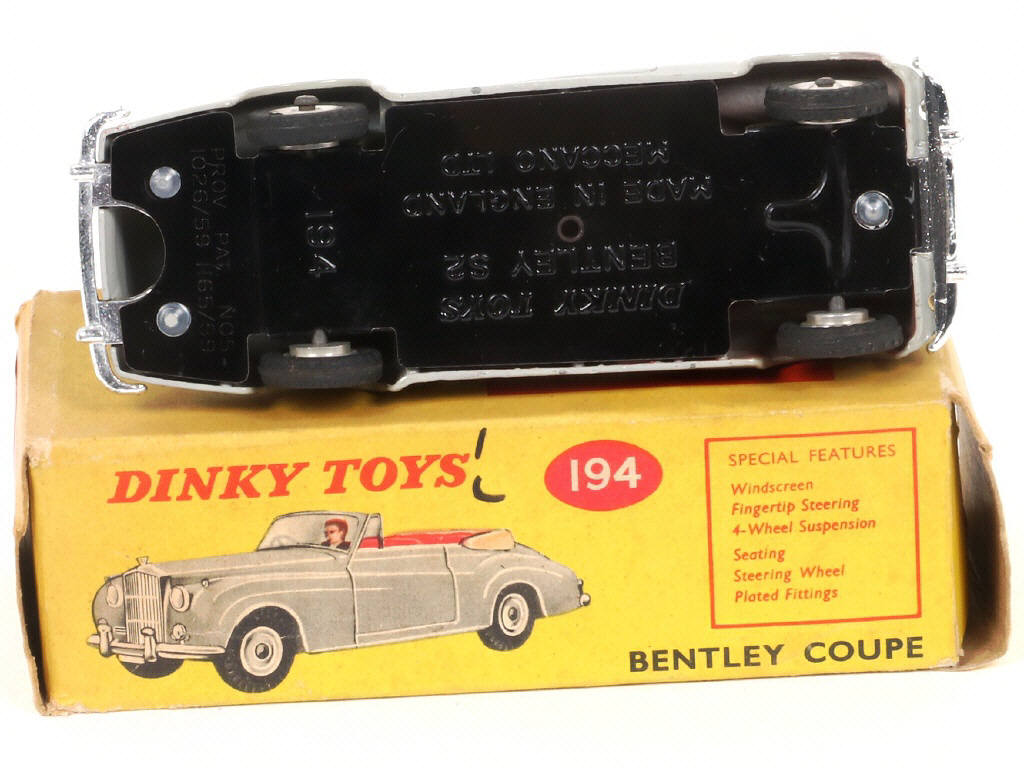 DINKY TOYS
BENTLEY S2
MADE IN ENGLAND
MECCANO LTD
194
PROV. PAT. NOS.-
1026/59 1165/59
DINKY TOYS
194
SPECIAL FEATURES
Windscreen
Fingertip Steering
4-Wheel Suspension
Seating
Steering Wheel
Plated Fittings
BENTLEY COUPE